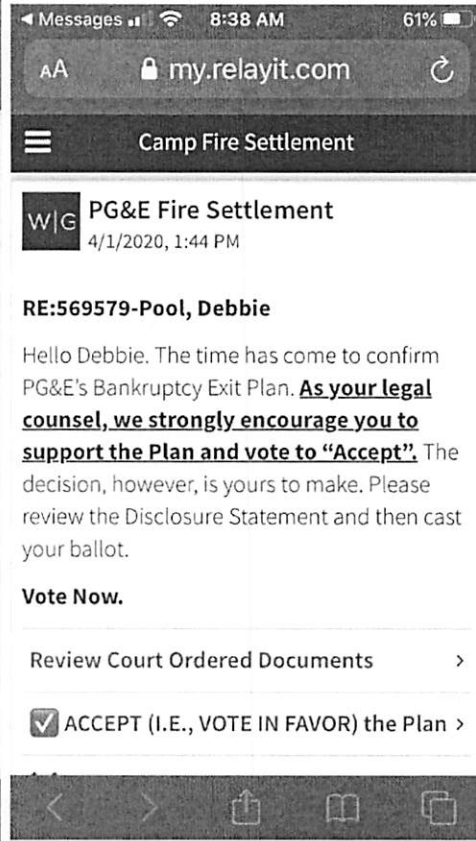 Messages 8:38 AM 61%
AA my.relayit.com
Camp Fire Settlement
W|G PG&E Fire Settlement
4/1/2020, 1:44 PM
RE:569579-Pool, Debbie
Hello Debbie. The time has come to confirm
PG&E's Bankruptcy Exit Plan. As your legal
counsel, we strongly encourage you to
support the Plan and vote to “Accept”. The
decision, however, is yours to make. Please
review the Disclosure Statement and then cast
your ballot.
Vote Now.
Review Court Ordered Documents >
ACCEPT (I.E., VOTE IN FAVOR) the Plan >